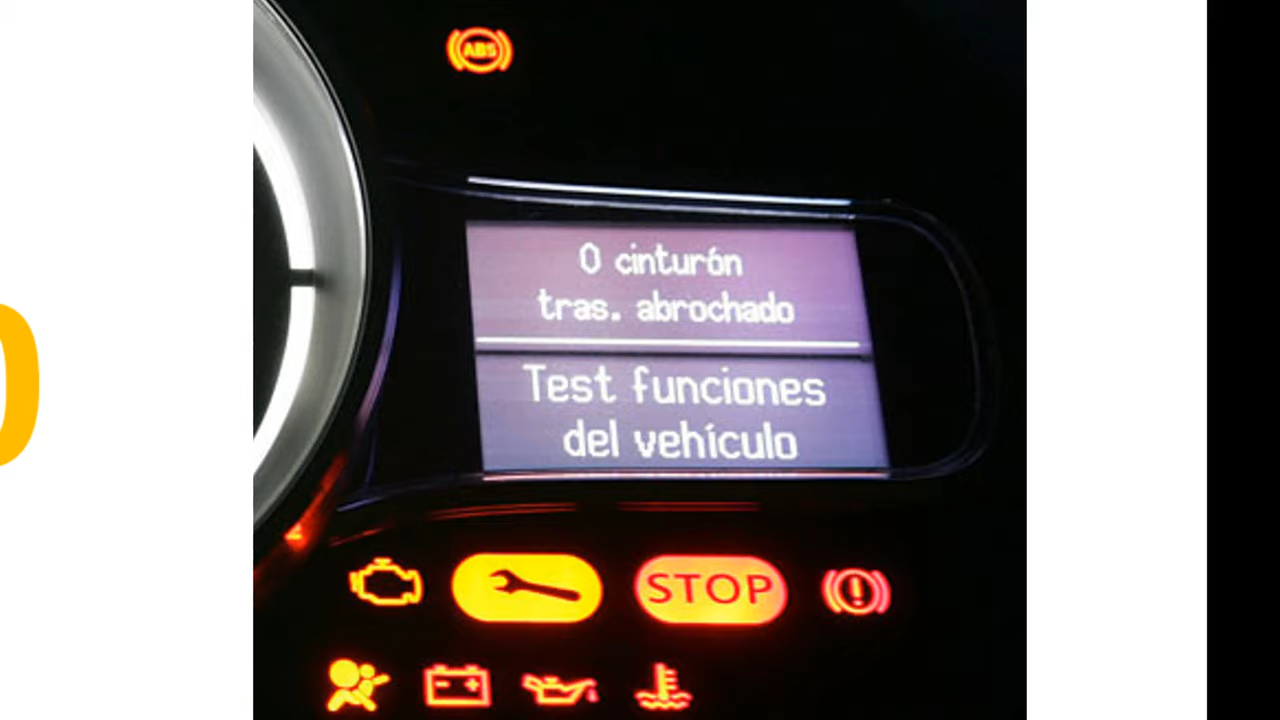 ABS
0 cinturón
tras. abrochado
Test funciones
del vehículo
STOP